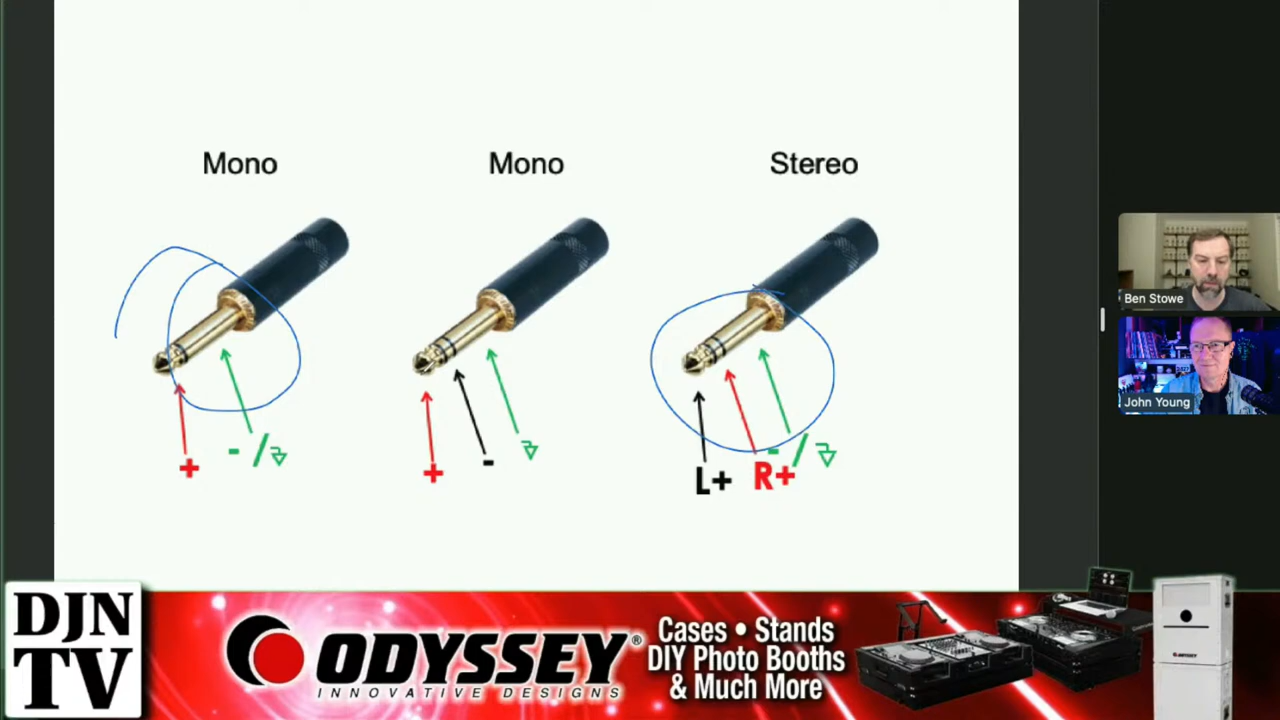 Mono
Mono
Stereo
+
- /
+
-
L+
R+
- /
Ben Stowe
John Young
DJN
TV
ODYSSEY®
INNOVATIVE DESIGNS
Cases • Stands
DIY Photo Booths
& Much More